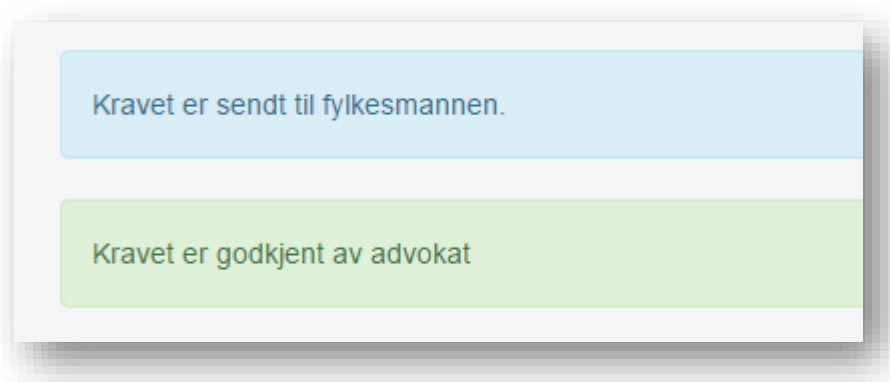 Kravet er sendt til fylkesmannen.
Kravet er godkjent av advokat